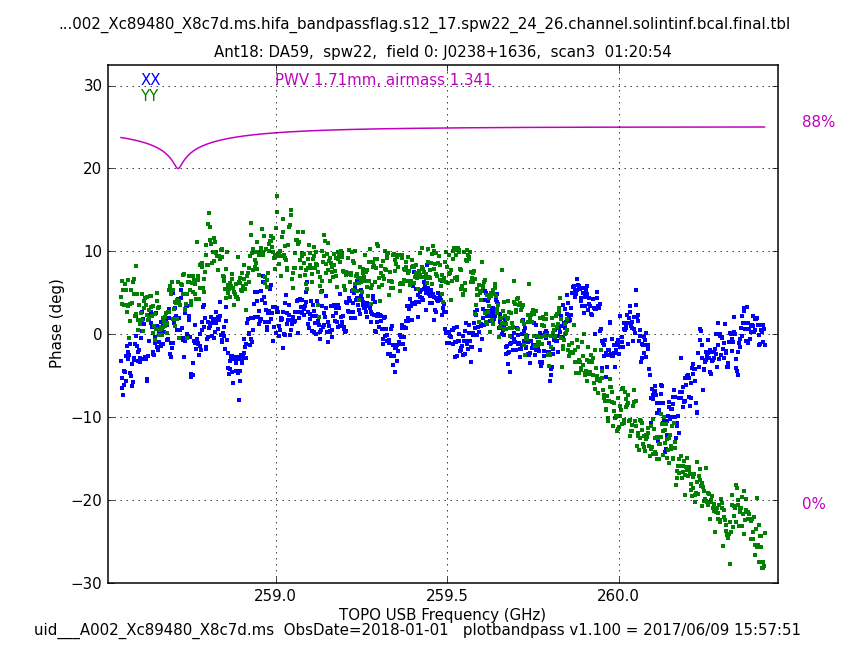 ...002_Xc89480_X8c7d.ms.hifa_bandpassflag.s12_17.spw22_24_26.channel.solintinf.bcal.final.tbl
Ant18: DA59,  spw22,  field 0: J0238+1636,  scan3  01:20:54
XX
YY
PWV 1.71mm, airmass 1.341
88%
0%
30
20
10
0
−10
−20
−30
Phase (deg)
259.0
259.5
260.0
TOPO USB Frequency (GHz)
uid___A002_Xc89480_X8c7d.ms  ObsDate=2018-01-01   plotbandpass v1.100 = 2017/06/09 15:57:51